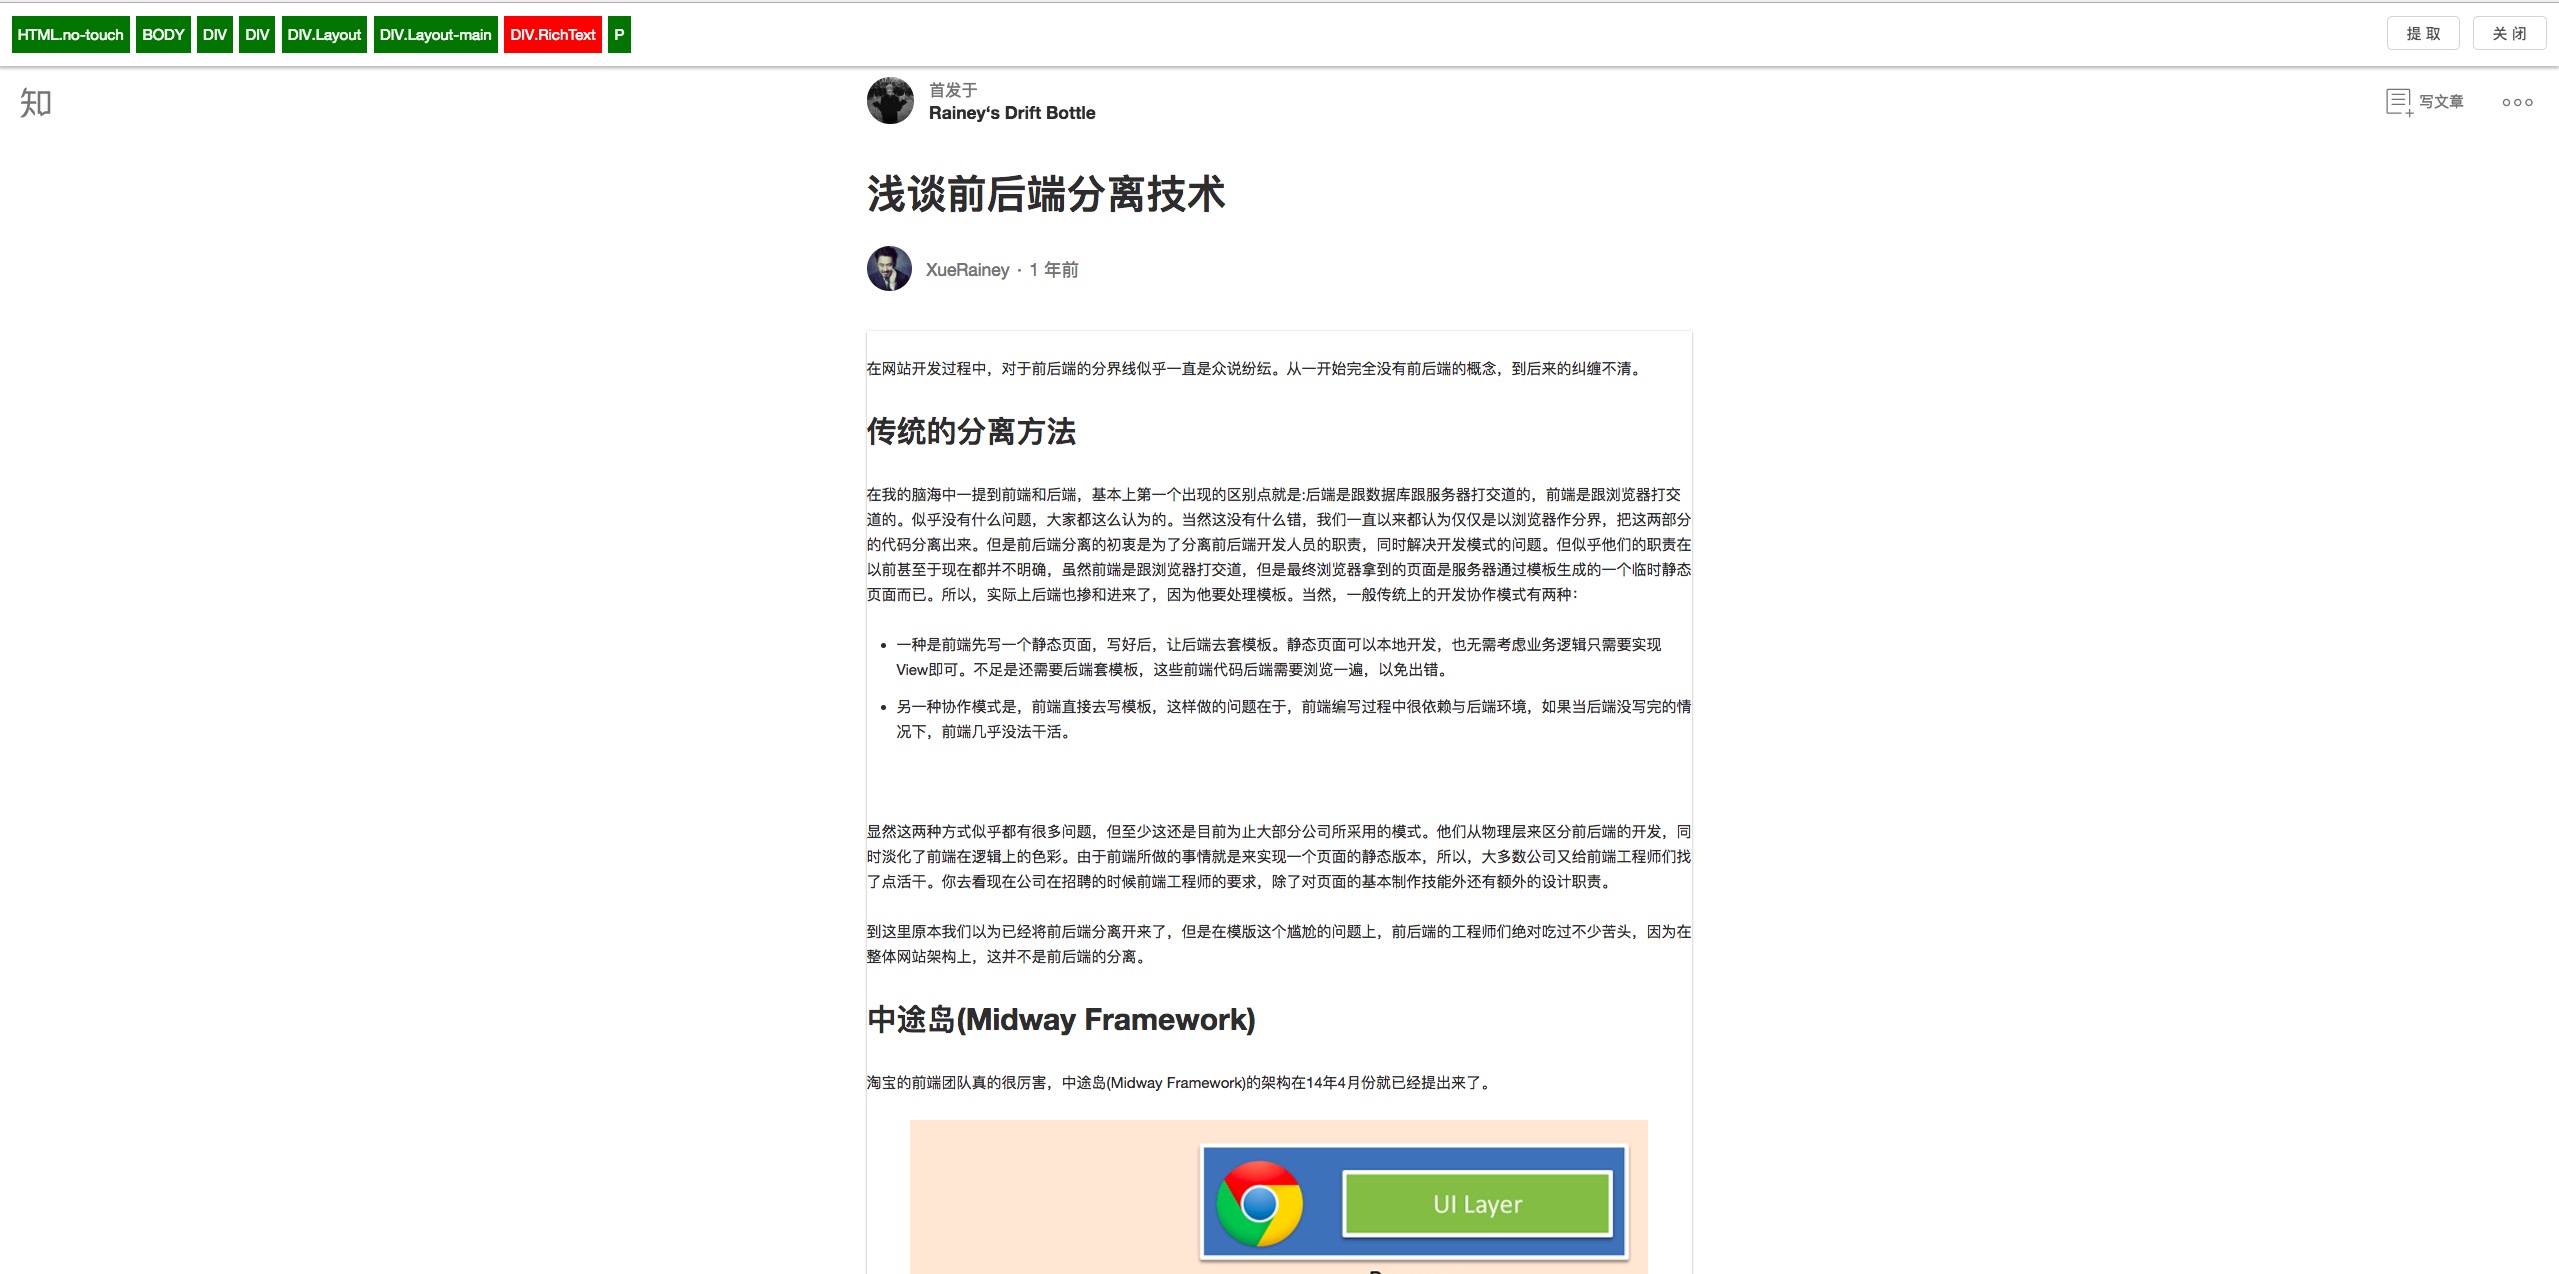 HTML.no-touch BODY DIV DIV DIV.Layout DIV.Layout-main DIV.RichText P
提 取 关 闭
知
首发于
Rainey‘s Drift Bottle
写文章
浅谈前后端分离技术
XueRainey · 1 年前
在网站开发过程中，对于前后端的分界线似乎一直是众说纷纭。从一开始完全没有前后端的概念，到后来的纠缠不清。
传统的分离方法
在我的脑海中一提到前端和后端，基本上第一个出现的区别点就是:后端是跟数据库跟服务器打交道的，前端是跟浏览器打交
道的。似乎没有什么问题，大家都这么认为的。当然这没有什么错，我们一直以来都认为仅仅是以浏览器作分界，把这两部分
的代码分离出来。但是前后端分离的初衷是为了分离前后端开发人员的职责，同时解决开发模式的问题。但似乎他们的职责在
以前甚至于现在都并不明确，虽然前端是跟浏览器打交道，但是最终浏览器拿到的页面是服务器通过模板生成的一个临时静态
页面而已。所以，实际上后端也掺和进来了，因为他要处理模板。当然，一般传统上的开发协作模式有两种：
• 一种是前端先写一个静态页面，写好后，让后端去套模板。静态页面可以本地开发，也无需考虑业务逻辑只需要实现
View即可。不足是还需要后端套模板，这些前端代码后端需要浏览一遍，以免出错。
• 另一种协作模式是，前端直接去写模板，这样做的问题在于，前端编写过程中很依赖与后端环境，如果当后端没写完的情
况下，前端几乎没法干活。
显然这两种方式似乎都有很多问题，但至少这还是目前为止大部分公司所采用的模式。他们从物理层来区分前后端的开发，同
时淡化了前端在逻辑上的色彩。由于前端所做的事情就是来实现一个页面的静态版本，所以，大多数公司又给前端工程师们找
了点活干。你去看现在公司在招聘的时候前端工程师的要求，除了对页面的基本制作技能外还有额外的设计职责。
到这里原本我们以为已经将前后端分离开来了，但是在模版这个尴尬的问题上，前后端的工程师们绝对吃过不少苦头，因为在
整体网站架构上，这并不是前后端的分离。
中途岛(Midway Framework)
淘宝的前端团队真的很厉害，中途岛(Midway Framework)的架构在14年4月份就已经提出来了。
UI Layer